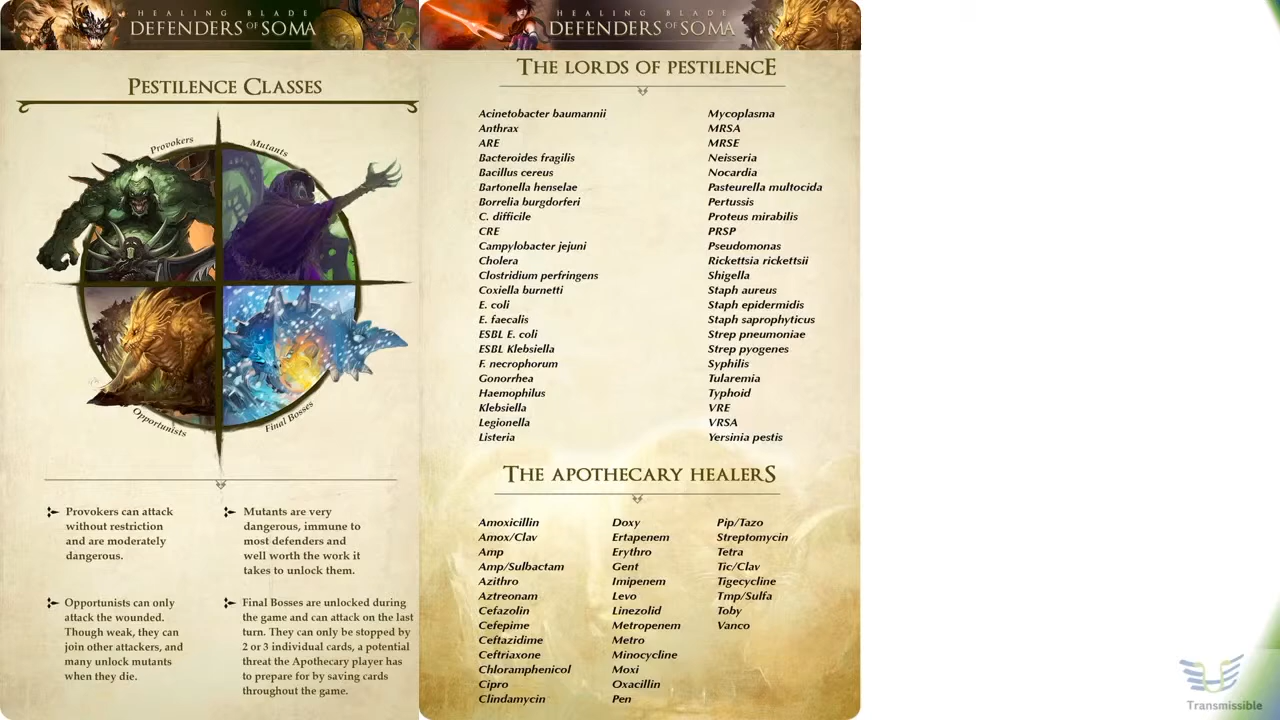 HEALING BLADE
DEFENDERS OF SOMA
PESTILENCE CLASSES
Provokers
Mutants
Opportunists
Final Bosses
Provokers can attack
without restriction
and are moderately
dangerous.
Mutants are very
dangerous, immune to
most defenders and
well worth the work it
takes to unlock them.
Opportunists can only
attack the wounded.
Though weak, they can
join other attackers, and
many unlock mutants
when they die.
Final Bosses are unlocked during
the game and can attack on the last
turn. They can only be stopped by
2 or 3 individual cards, a potential
threat the Apothecary player has
to prepare for by saving cards
throughout the game.
HEALING BLADE
DEFENDERS OF SOMA
THE LORDS OF PESTILENCE
Acinetobacter baumannii
Anthrax
ARE
Bacteroides fragilis
Bacillus cereus
Bartonella henselae
Borrelia burgdorferi
C. difficile
CRE
Campylobacter jejuni
Cholera
Clostridium perfringens
Coxiella burnetti
E. coli
E. faecalis
ESBL E. coli
ESBL Klebsiella
F. necrophorum
Gonorrhea
Haemophilus
Klebsiella
Legionella
Listeria
Mycoplasma
MRSA
MRSE
Neisseria
Nocardia
Pasteurella multocida
Pertussis
Proteus mirabilis
PRSP
Pseudomonas
Rickettsia rickettsii
Shigella
Staph aureus
Staph epidermidis
Staph saprophyticus
Strep pneumoniae
Strep pyogenes
Syphilis
Tularemia
Typhoid
VRE
VRSA
Yersinia pestis
THE APOTHECARY HEALERS
Amoxicillin
Amox/Clav
Amp
Amp/Sulbactam
Azithro
Aztreonam
Cefazolin
Cefepime
Ceftazidime
Ceftriaxone
Chloramphenicol
Cipro
Clindamycin
Doxy
Ertapenem
Erythro
Gent
Imipenem
Levo
Linezolid
Metropenem
Metro
Minocycline
Moxi
Oxacillin
Pen
Pip/Tazo
Streptomycin
Tetra
Tic/Clav
Tigecycline
Tmp/Sulfa
Toby
Vanco
Transmissible